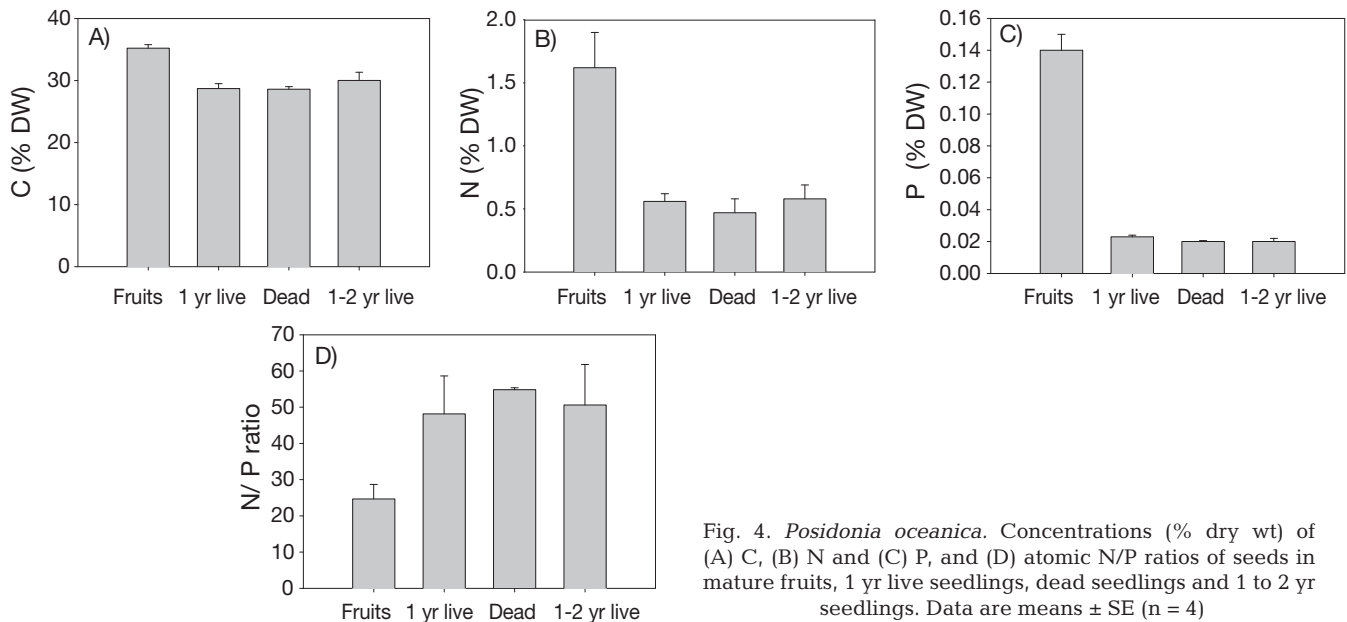 A)
C (% DW)
40
30
20
10
0
Fruits 1 yr live Dead 1-2 yr live
B)
N (% DW)
2.0
1.5
1.0
0.5
0.0
Fruits 1 yr live Dead 1-2 yr live
C)
P (% DW)
0.16
0.14
0.12
0.10
0.08
0.06
0.04
0.02
0.00
Fruits 1 yr live Dead 1-2 yr live
D)
N/ P ratio
70
60
50
40
30
20
10
0
Fruits 1 yr live Dead 1-2 yr live
Fig. 4. Posidonia oceanica. Concentrations (% dry wt) of
(A) C, (B) N and (C) P, and (D) atomic N/P ratios of seeds in
mature fruits, 1 yr live seedlings, dead seedlings and 1 to 2 yr
seedlings. Data are means ± SE (n = 4)